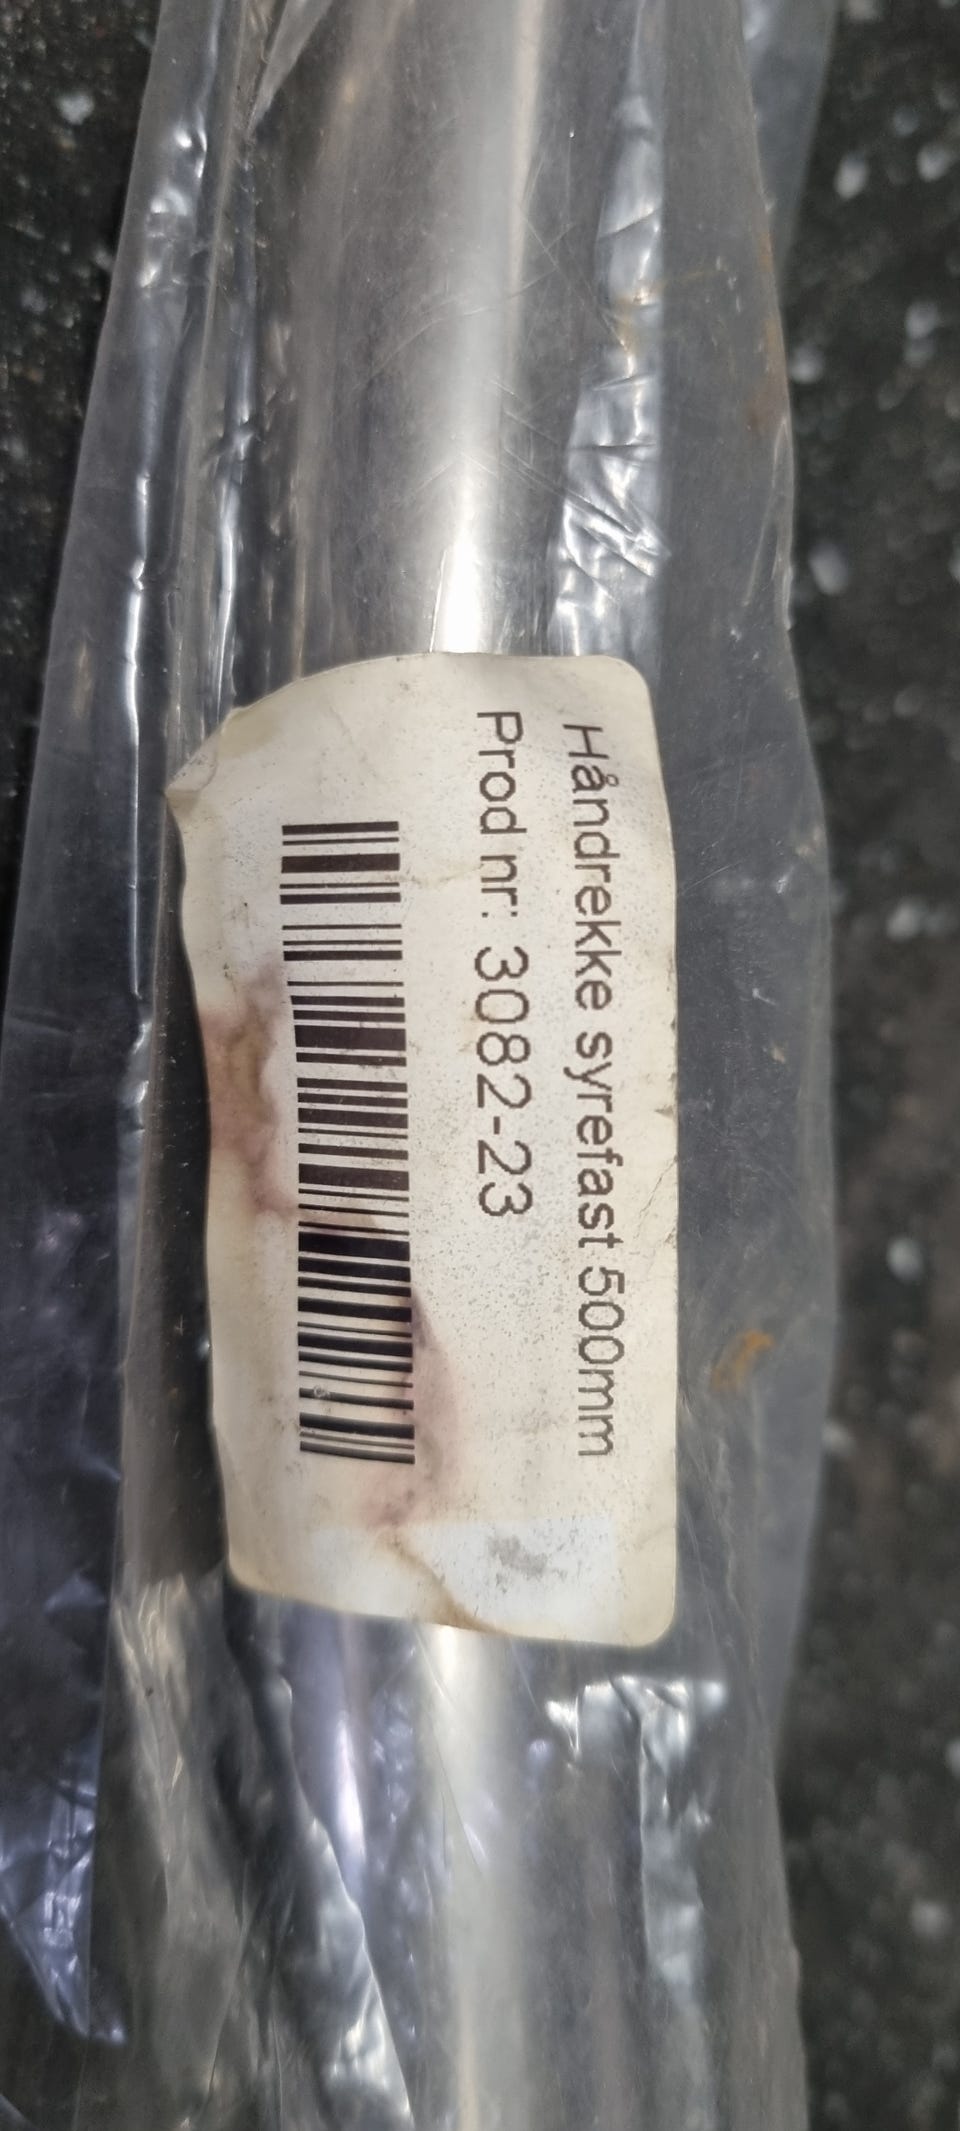 Håndrekke syrefast 500mm
Prod nr: 3082-23